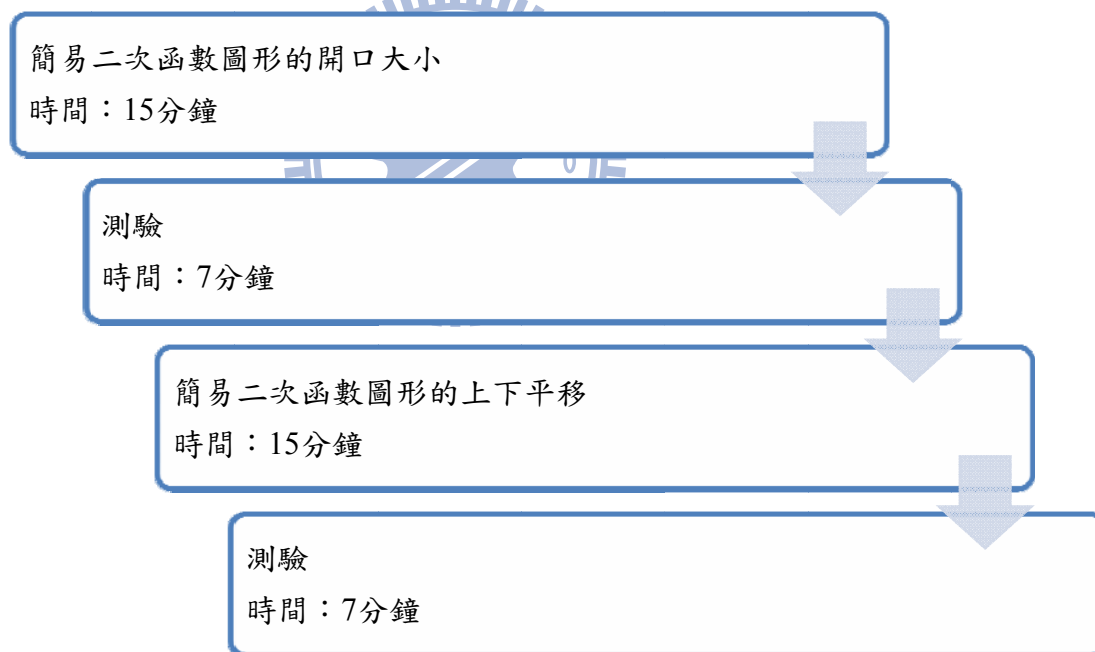 簡易二次函數圖形的開口大小
時間：15分鐘
測驗
時間：7分鐘
簡易二次函數圖形的上下平移
時間：15分鐘
測驗
時間：7分鐘